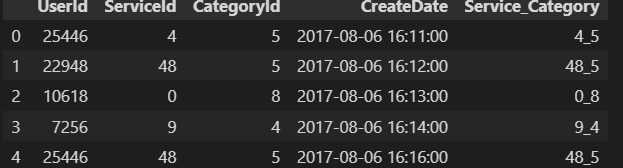 UserId ServiceId CategoryId CreateDate Service_Category
0 25446 4 5 2017-08-06 16:11:00 4_5
1 22948 48 5 2017-08-06 16:12:00 48_5
2 10618 0 8 2017-08-06 16:13:00 0_8
3 7256 9 4 2017-08-06 16:14:00 9_4
4 25446 48 5 2017-08-06 16:16:00 48_5